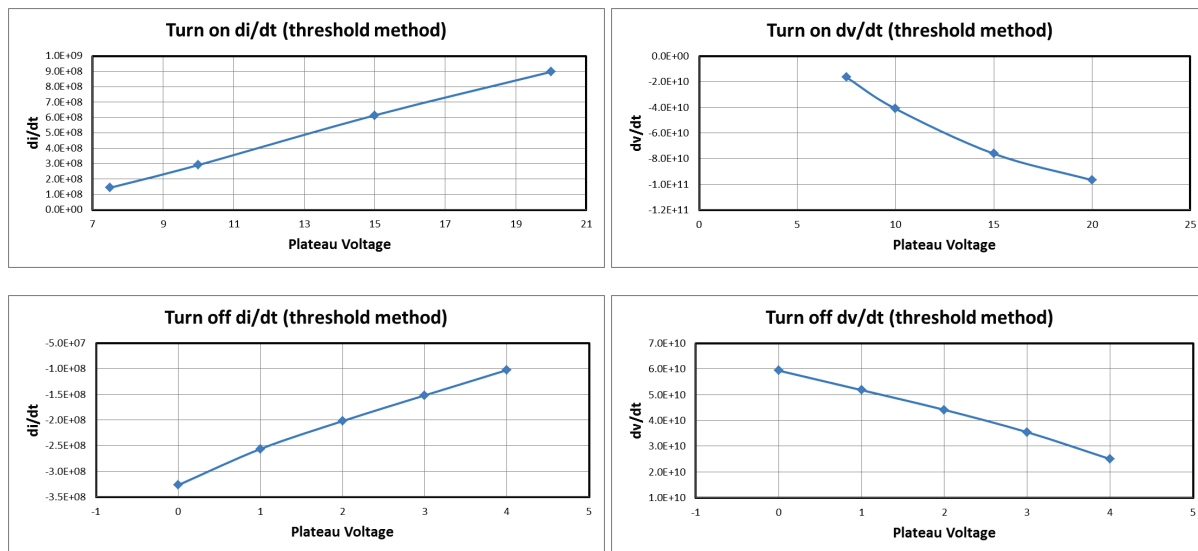 Turn on di/dt (threshold method)
1.0E+09
9.0E+08
8.0E+08
7.0E+08
6.0E+08
5.0E+08
4.0E+08
3.0E+08
2.0E+08
1.0E+08
0.0E+00
di/dt
7 9 11 13 15 17 19 21
Plateau Voltage
Turn on dv/dt (threshold method)
0.0E+00
-2.0E+10
-4.0E+10
-6.0E+10
-8.0E+10
-1.0E+11
-1.2E+11
dv/dt
0 5 10 15 20 25
Plateau Voltage
Turn off di/dt (threshold method)
-5.0E+07
-1.0E+08
-1.5E+08
-2.0E+08
-2.5E+08
-3.0E+08
-3.5E+08
di/dt
-1 0 1 2 3 4 5
Plateau Voltage
Turn off dv/dt (threshold method)
7.0E+10
6.0E+10
5.0E+10
4.0E+10
3.0E+10
2.0E+10
1.0E+10
dv/dt
-1 0 1 2 3 4 5
Plateau Voltage